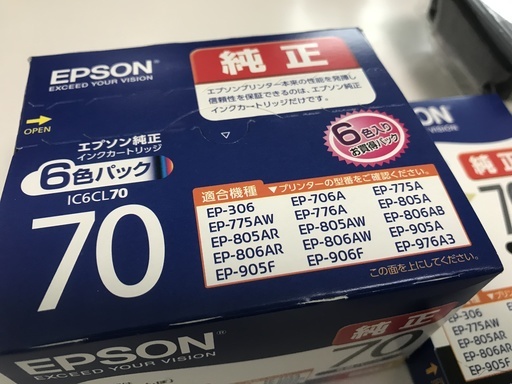 EPSON
EXCEED YOUR VISION
純正
エプソンプリンター本来の性能を発揮し
信頼性を保証できるのは、エプソン純正
インクカートリッジだけです。
OPEN
エプソン純正
インクカートリッジ
6色パック
IC6CL70
70
6色入り
お買得パック
適合機種
▼プリンターの型番をご確認ください。
EP-306 EP-706A EP-775A
EP-775AW EP-776A EP-805A
EP-805AR EP-805AW EP-806AB
EP-806AR EP-806AW EP-905A
EP-905F EP-906F EP-976A3
この面を上にしてください。
EPSON
EXCEED YOUR VISION
純正
70
純正
EP-306
EP-775AW
EP-805AR
EP-806AR
EP-905F